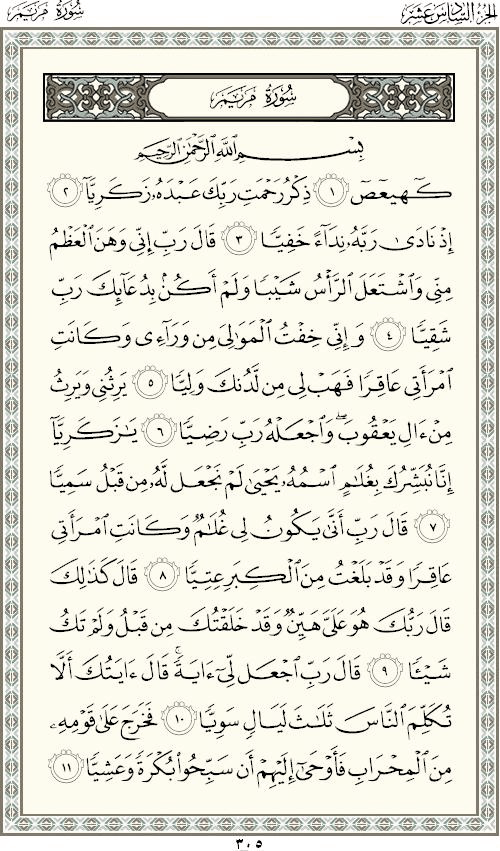 سُورَةُ مَرْيَم
الجزء السادس عشر
سُورَةُ مَرْيَم
بِسْمِ ٱللَّهِ ٱلرَّحْمَٰنِ ٱلرَّحِيمِ
كٓهيعٓصٓ ١ ذِكْرُ رَحْمَتِ رَبِّكَ عَبْدَهُۥ زَكَرِيَّآ ٢
إِذْ نَادَىٰ رَبَّهُۥ نِدَآءً خَفِيًّا ٣ قَالَ رَبِّ إِنِّى وَهَنَ ٱلْعَظْمُ
مِنِّى وَٱشْتَعَلَ ٱلرَّأْسُ شَيْبًا وَلَمْ أَكُنۢ بِدُعَآئِكَ رَبِّ
شَقِيًّا ٤ وَإِنِّى خِفْتُ ٱلْمَوَٰلِىَ مِن وَرَآءِى وَكَانَتِ
ٱمْرَأَتِى عَاقِرًا فَهَبْ لِى مِن لَّدُنكَ وَلِيًّا ٥ يَرِثُنِى وَيَرِثُ
مِنْ ءَالِ يَعْقُوبَ ۖ وَٱجْعَلْهُ رَبِّ رَضِيًّا ٦ يَٰزَكَرِيَّآ
إِنَّا نُبَشِّرُكَ بِغُلَٰمٍ ٱسْمُهُۥ يَحْيَىٰ لَمْ نَجْعَل لَّهُۥ مِن قَبْلُ سَمِيًّا
٧ قَالَ رَبِّ أَنَّىٰ يَكُونُ لِى غُلَٰمٌ وَكَانَتِ ٱمْرَأَتِى
عَاقِرًا وَقَدْ بَلَغْتُ مِنَ ٱلْكِبَرِ عِتِيًّا ٨ قَالَ كَذَٰلِكَ
قَالَ رَبُّكَ هُوَ عَلَىَّ هَيِّنٌ وَقَدْ خَلَقْتُكَ مِن قَبْلُ وَلَمْ تَكُ
شَيْـًٔا ٩ قَالَ رَبِّ ٱجْعَل لِّىٓ ءَايَةً ۚ قَالَ ءَايَتُكَ أَلَّا
تُكَلِّمَ ٱلنَّاسَ ثَلَٰثَ لَيَالٍ سَوِيًّا ١٠ فَخَرَجَ عَلَىٰ قَوْمِهِۦ
مِنَ ٱلْمِحْرَابِ فَأَوْحَىٰٓ إِلَيْهِمْ أَن سَبِّحُوا۟ بُكْرَةً وَعَشِيًّا ١١
٣٠٥